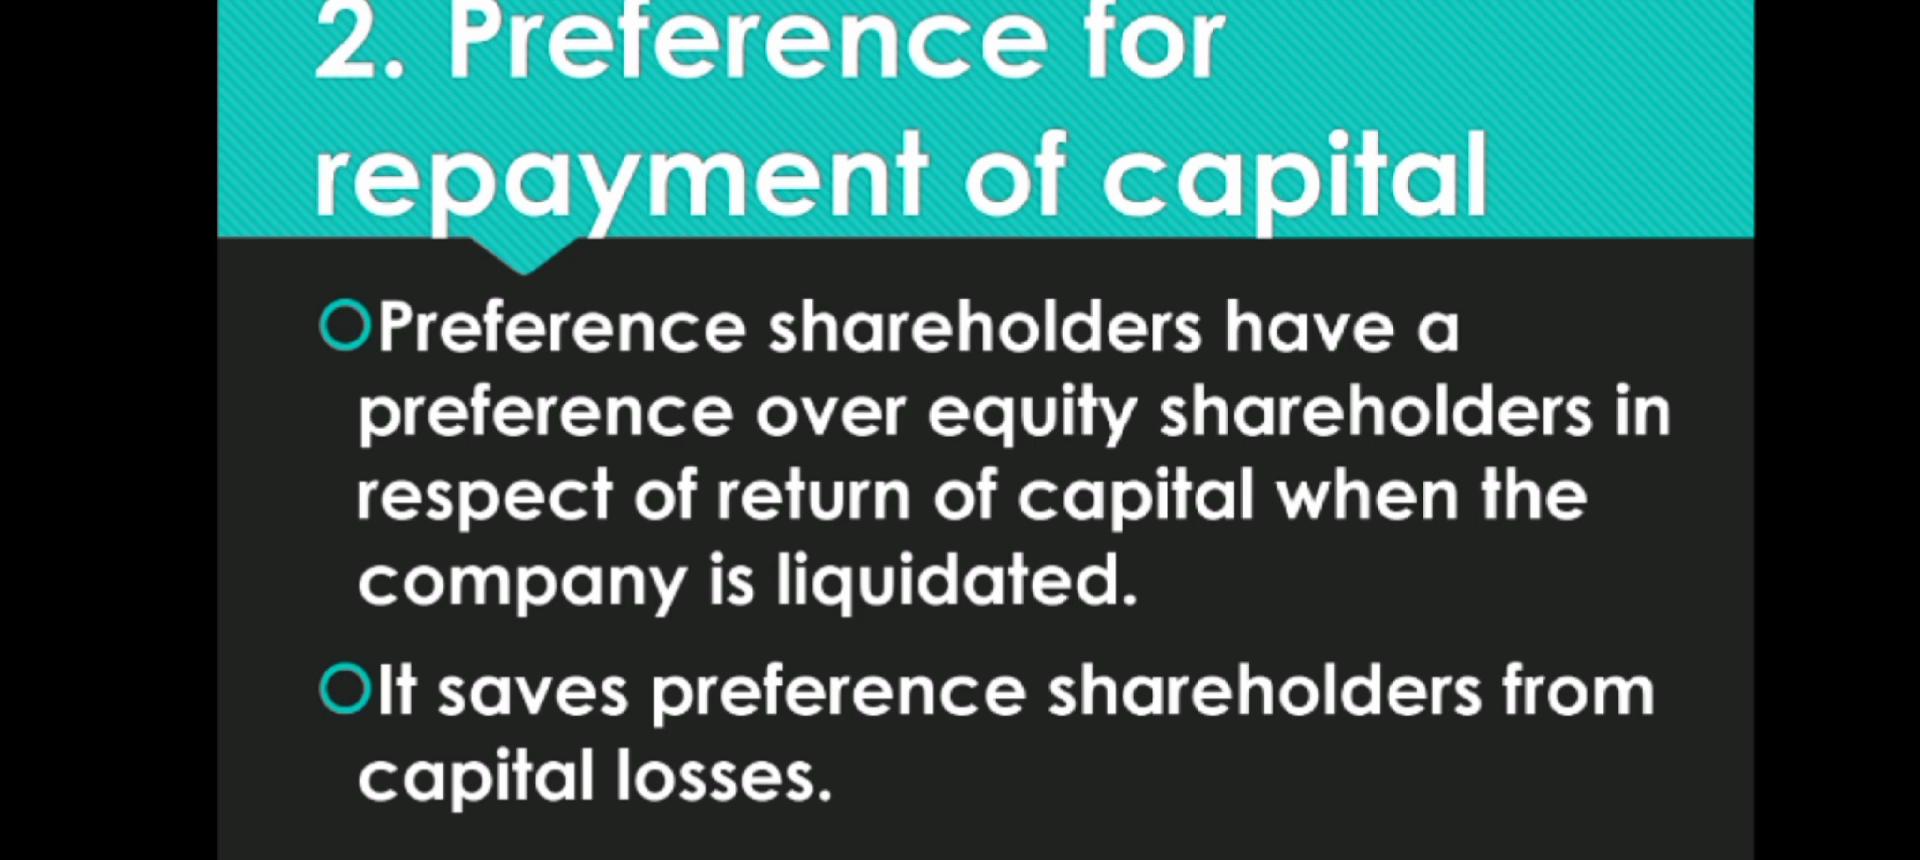 2. Preference for
repayment of capital
Preference shareholders have a
preference over equity shareholders in
respect of return of capital when the
company is liquidated.
It saves preference shareholders from
capital losses.